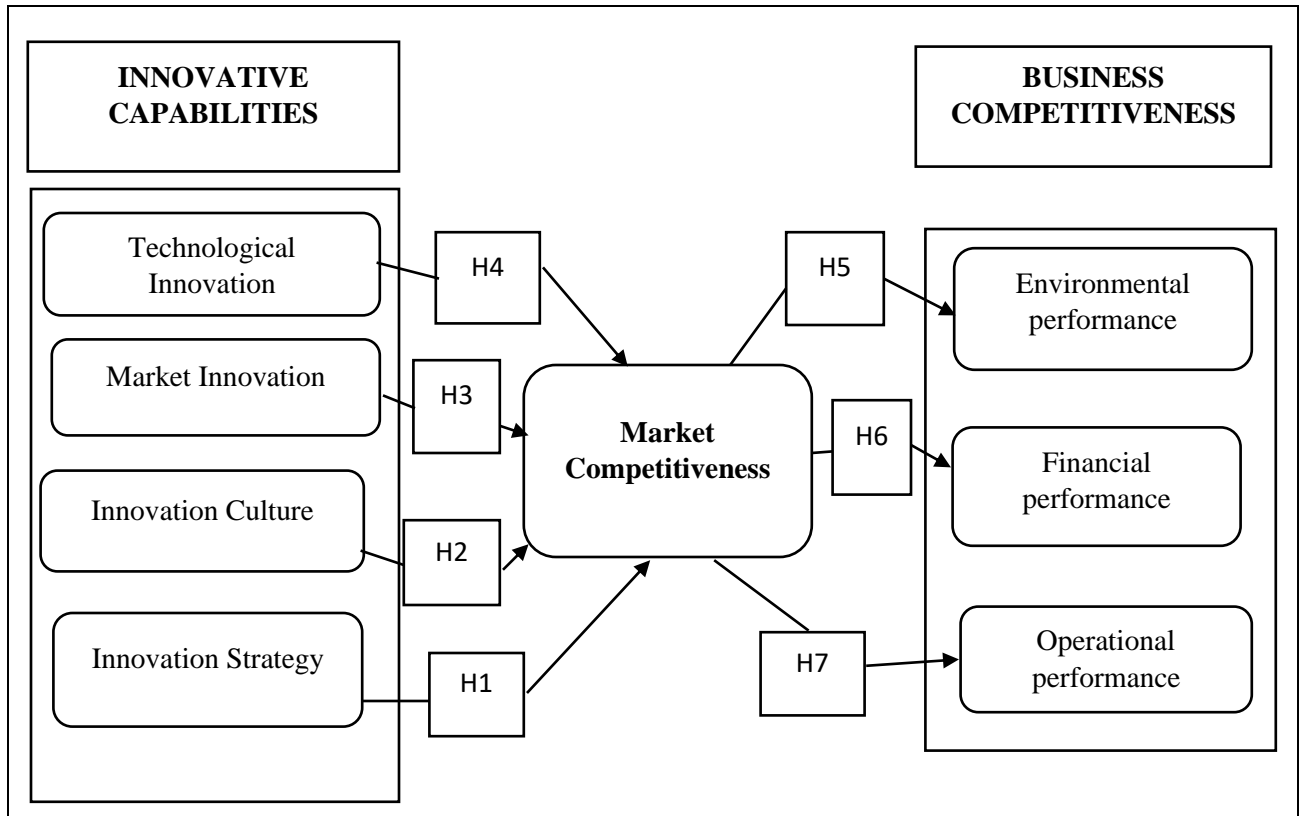 INNOVATIVE
CAPABILITIES
BUSINESS
COMPETITIVENESS
Technological
Innovation
Market Innovation
Innovation Culture
Innovation Strategy
H4
H3
H2
H1
Market
Competitiveness
H5
H6
H7
Environmental
performance
Financial
performance
Operational
performance